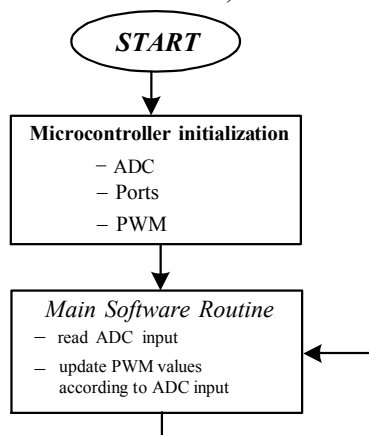 START
Microcontroller initialization
– ADC
– Ports
– PWM
Main Software Routine
– read ADC input
– update PWM values
according to ADC input